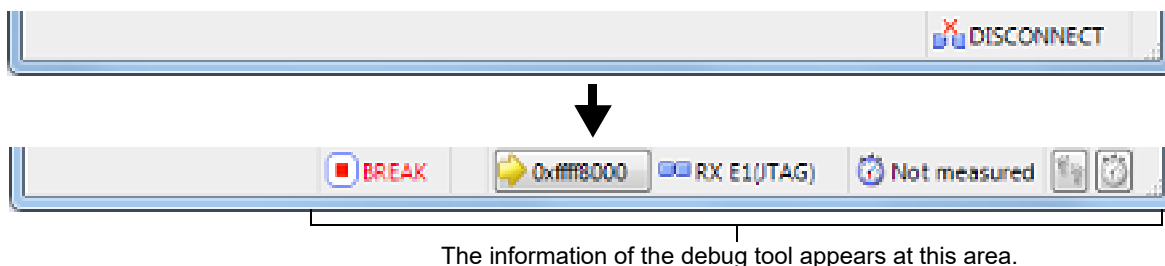 DISCONNECT
BREAK 0xffff8000 RX E1(JTAG) Not measured
The information of the debug tool appears at this area.